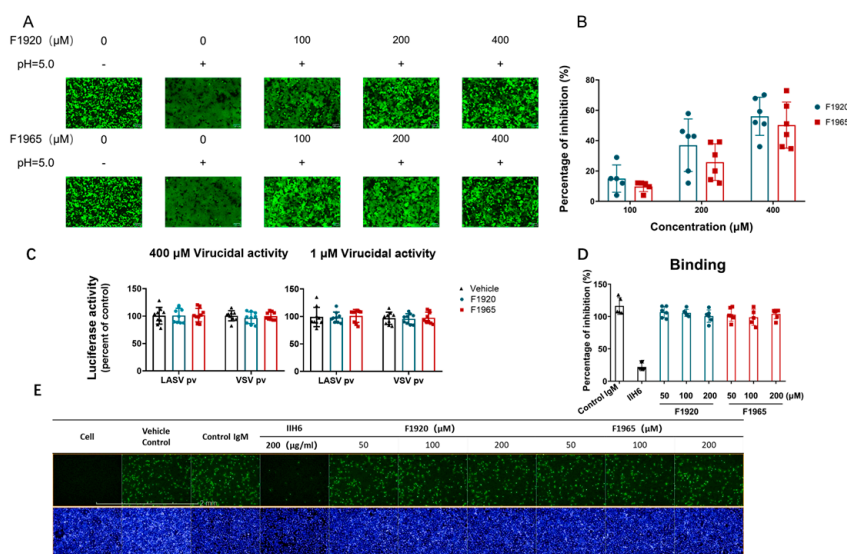 A
F1920 (μM) 0 0 100 200 400
pH=5.0 - + + + +
F1965 (μM) 0 0 100 200 400
pH=5.0 - + + + +
B
Percentage of inhibition (%)
80
60
40
20
0
100 200 400
Concentration (μM)
F1920
F1965
C
400 μM Virucidal activity 1 μM Virucidal activity
Luciferase activity
(percent of control)
150
100
50
0
LASV pv VSV pv
150
100
50
0
LASV pv VSV pv
Vehicle
F1920
F1965
D
Binding
Percentage of inhibition (%)
150
100
50
0
Control IgM IIH6 50 100 200 50 100 200 (μM)
F1920 F1965
E
Cell Vehicle Control Control IgM IIH6 F1920 (μM) F1965 (μM)
200 (μg/ml) 50 100 200 50 100 200
2 mm